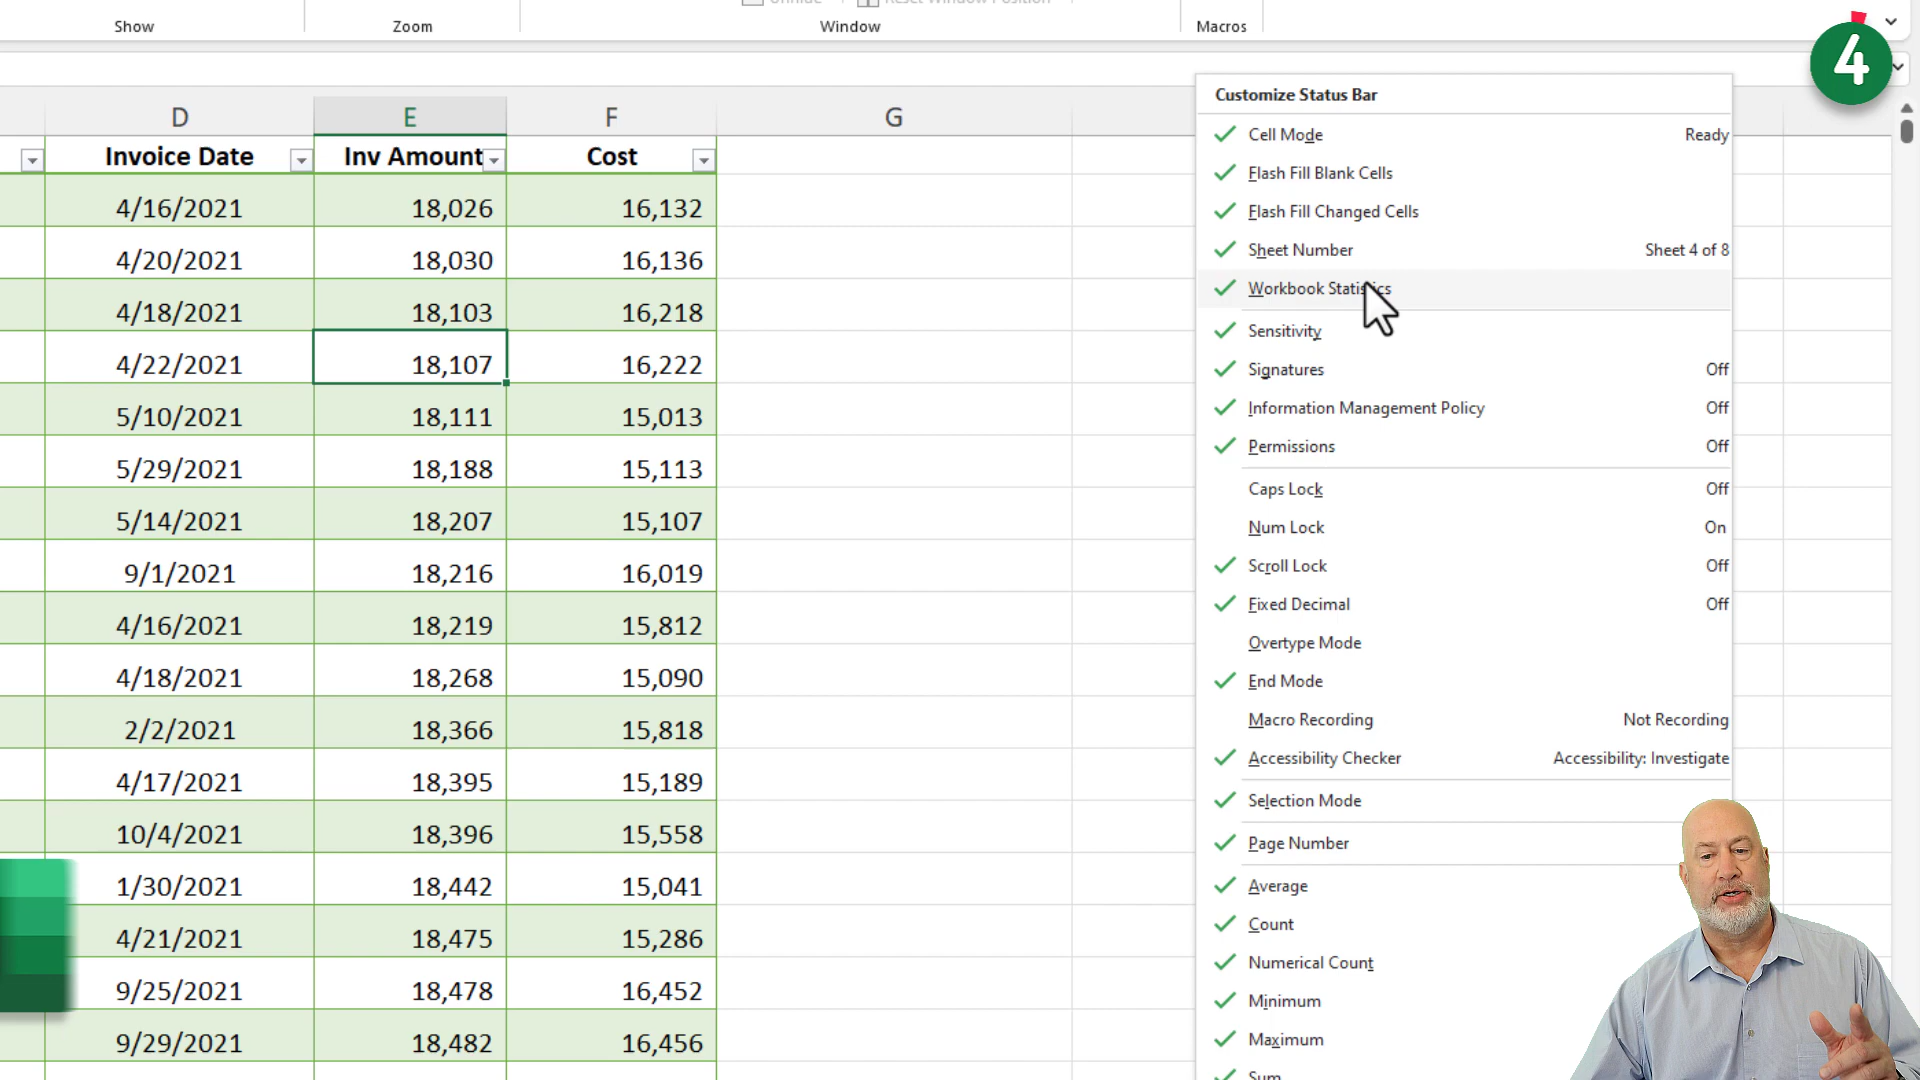 Unhide Reset Window Position
Show Zoom Window Macros
4
D E F G
Invoice Date Inv Amount Cost
4/16/2021 18,026 16,132
4/20/2021 18,030 16,136
4/18/2021 18,103 16,218
4/22/2021 18,107 16,222
5/10/2021 18,111 15,013
5/29/2021 18,188 15,113
5/14/2021 18,207 15,107
9/1/2021 18,216 16,019
4/16/2021 18,219 15,812
4/18/2021 18,268 15,090
2/2/2021 18,366 15,818
4/17/2021 18,395 15,189
10/4/2021 18,396 15,558
1/30/2021 18,442 15,041
4/21/2021 18,475 15,286
9/25/2021 18,478 16,452
9/29/2021 18,482 16,456
Customize Status Bar
Cell Mode Ready
Flash Fill Blank Cells
Flash Fill Changed Cells
Sheet Number Sheet 4 of 8
Workbook Statistics
Sensitivity
Signatures Off
Information Management Policy Off
Permissions Off
Caps Lock Off
Num Lock On
Scroll Lock Off
Fixed Decimal Off
Overtype Mode
End Mode
Macro Recording Not Recording
Accessibility Checker Accessibility: Investigate
Selection Mode
Page Number
Average
Count
Numerical Count
Minimum
Maximum
Sum